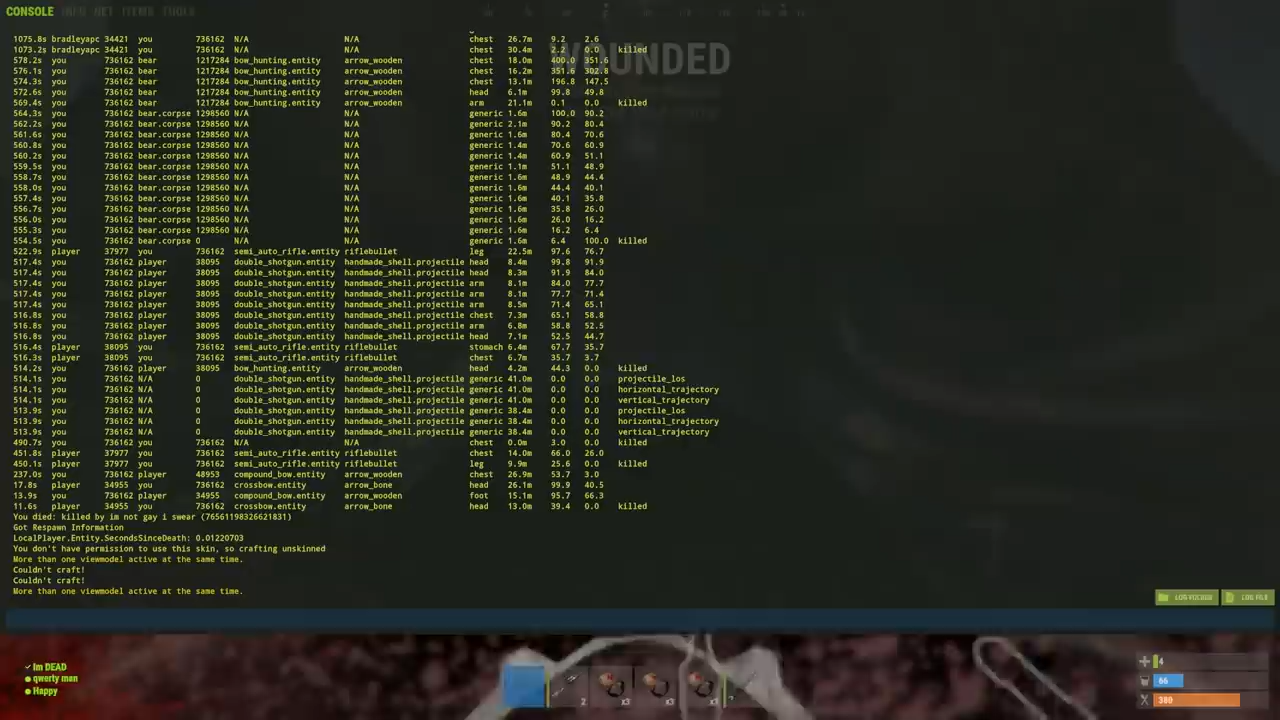 CONSOLE INFO NET ITEMS TOOLS
WOUNDED
1075.8s bradleyapc 34421 you 736162 N/A N/A chest 26.7m 9.2 2.6
1073.2s bradleyapc 34421 you 736162 N/A N/A chest 30.4m 2.2 0.0 killed
578.2s you 736162 bear 1217284 bow_hunting.entity arrow_wooden chest 18.0m 400.0 351.6
576.1s you 736162 bear 1217284 bow_hunting.entity arrow_wooden chest 16.2m 351.6 302.8
574.3s you 736162 bear 1217284 bow_hunting.entity arrow_wooden chest 13.1m 196.8 147.5
572.6s you 736162 bear 1217284 bow_hunting.entity arrow_wooden head 6.1m 99.8 49.8
569.4s you 736162 bear 1217284 bow_hunting.entity arrow_wooden arm 21.1m 0.1 0.0 killed
564.3s you 736162 bear.corpse 1298560 N/A N/A generic 1.6m 100.0 90.2
562.2s you 736162 bear.corpse 1298560 N/A N/A generic 2.1m 90.2 80.4
561.6s you 736162 bear.corpse 1298560 N/A N/A generic 1.6m 80.4 70.6
560.8s you 736162 bear.corpse 1298560 N/A N/A generic 1.4m 70.6 60.9
560.2s you 736162 bear.corpse 1298560 N/A N/A generic 1.4m 60.9 51.1
559.5s you 736162 bear.corpse 1298560 N/A N/A generic 1.1m 51.1 48.9
558.7s you 736162 bear.corpse 1298560 N/A N/A generic 1.6m 48.9 44.4
558.0s you 736162 bear.corpse 1298560 N/A N/A generic 1.6m 44.4 40.1
557.4s you 736162 bear.corpse 1298560 N/A N/A generic 1.6m 40.1 35.8
556.7s you 736162 bear.corpse 1298560 N/A N/A generic 1.6m 35.8 26.0
556.0s you 736162 bear.corpse 1298560 N/A N/A generic 1.6m 26.0 16.2
555.3s you 736162 bear.corpse 1298560 N/A N/A generic 1.6m 16.2 6.4
554.5s you 736162 bear.corpse 0 N/A N/A generic 1.6m 6.4 100.0 killed
522.9s player 37977 you 736162 semi_auto_rifle.entity riflebullet leg 22.5m 97.6 76.7
517.4s you 736162 player 38095 double_shotgun.entity handmade_shell.projectile head 8.4m 99.8 91.9
517.4s you 736162 player 38095 double_shotgun.entity handmade_shell.projectile head 8.3m 91.9 84.0
517.4s you 736162 player 38095 double_shotgun.entity handmade_shell.projectile arm 8.1m 84.0 77.7
517.4s you 736162 player 38095 double_shotgun.entity handmade_shell.projectile arm 8.1m 77.7 71.4
517.4s you 736162 player 38095 double_shotgun.entity handmade_shell.projectile arm 8.5m 71.4 65.1
516.8s you 736162 player 38095 double_shotgun.entity handmade_shell.projectile chest 7.3m 65.1 58.8
516.8s you 736162 player 38095 double_shotgun.entity handmade_shell.projectile arm 6.8m 58.8 52.5
516.8s you 736162 player 38095 double_shotgun.entity handmade_shell.projectile head 7.1m 52.5 44.7
516.4s player 38095 you 736162 semi_auto_rifle.entity riflebullet stomach 6.4m 67.7 35.7
516.3s player 38095 you 736162 semi_auto_rifle.entity riflebullet chest 6.7m 35.7 3.7
514.2s you 736162 player 38095 bow_hunting.entity arrow_wooden head 4.2m 44.3 0.0 killed
514.1s you 736162 N/A 0 double_shotgun.entity handmade_shell.projectile generic 41.0m 0.0 0.0 projectile_los
514.1s you 736162 N/A 0 double_shotgun.entity handmade_shell.projectile generic 41.0m 0.0 0.0 horizontal_trajectory
514.1s you 736162 N/A 0 double_shotgun.entity handmade_shell.projectile generic 41.0m 0.0 0.0 vertical_trajectory
513.9s you 736162 N/A 0 double_shotgun.entity handmade_shell.projectile generic 38.4m 0.0 0.0 projectile_los
513.9s you 736162 N/A 0 double_shotgun.entity handmade_shell.projectile generic 38.4m 0.0 0.0 horizontal_trajectory
513.9s you 736162 N/A 0 double_shotgun.entity handmade_shell.projectile generic 38.4m 0.0 0.0 vertical_trajectory
490.7s you 736162 you 736162 N/A N/A chest 0.0m 3.0 0.0 killed
451.8s player 37977 you 736162 semi_auto_rifle.entity riflebullet chest 14.0m 66.0 26.0
450.1s player 37977 you 736162 semi_auto_rifle.entity riflebullet leg 9.9m 25.6 0.0 killed
237.0s you 736162 player 48953 compound_bow.entity arrow_wooden chest 26.9m 53.7 3.0
17.8s player 34955 you 736162 crossbow.entity arrow_bone head 26.1m 99.9 40.5
13.9s you 736162 player 34955 compound_bow.entity arrow_wooden foot 15.1m 95.7 66.3
11.6s player 34955 you 736162 crossbow.entity arrow_bone head 13.0m 39.4 0.0 killed
You died: killed by im not gay i swear (76561198326621831)
Got Respawn Information
LocalPlayer.Entity.SecondsSinceDeath: 0.01220703
You don't have permission to use this skin, so crafting unskinned
More than one viewmodel active at the same time.
Couldn't craft!
Couldn't craft!
More than one viewmodel active at the same time.
LOG FOLDER LOG FILE
Im DEAD
qwerty man
Happy
2 x3 x3 x3
4
66
380